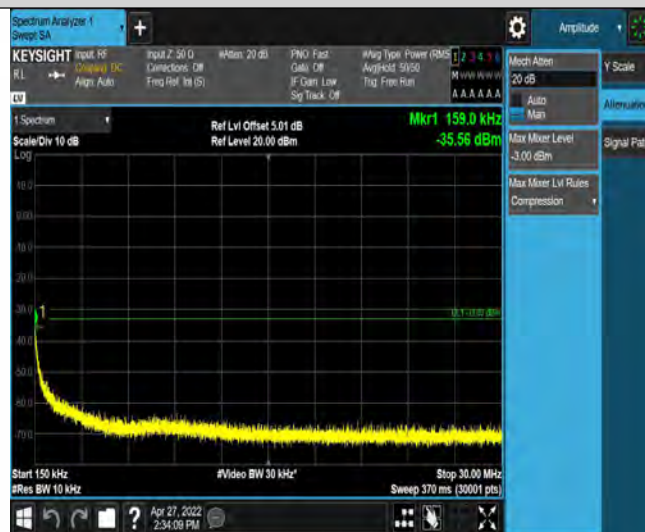 Spectrum Analyzer 1
Swept SA
+
Amplitude
KEYSIGHT
Input: RF
Coupling: DC
Align: Auto
Input Z: 50 Ω
Corrections: Off
Freq Ref: Int (S)
#Atten: 20 dB
PNO: Fast
Gate: Off
IF Gain: Low
Sig Track: Off
#Avg Type: Power (RMS
Avg|Hold: 50/50
Trig: Free Run
1 2 3 4 5 6
M W W W W W
A A A A A A
RL
LV
1 Spectrum
Scale/Div 10 dB
Log
Ref Lvl Offset 5.01 dB
Ref Level 20.00 dBm
Mkr1 159.0 kHz
-35.56 dBm
10.0
0.00
-10.0
-20.0
-30.0
-40.0
-50.0
-60.0
-70.0
1
Start 150 kHz
#Res BW 10 kHz
#Video BW 30 kHz*
Stop 30.00 MHz
Sweep 370 ms (30001 pts)
Mech Atten
20 dB
Auto
Man
Max Mixer Level
-3.00 dBm
Max Mixer Lvl Rules
Compression
Y Scale
Attenuation
Signal Pat
?
Apr 27, 2022
2:34:09 PM